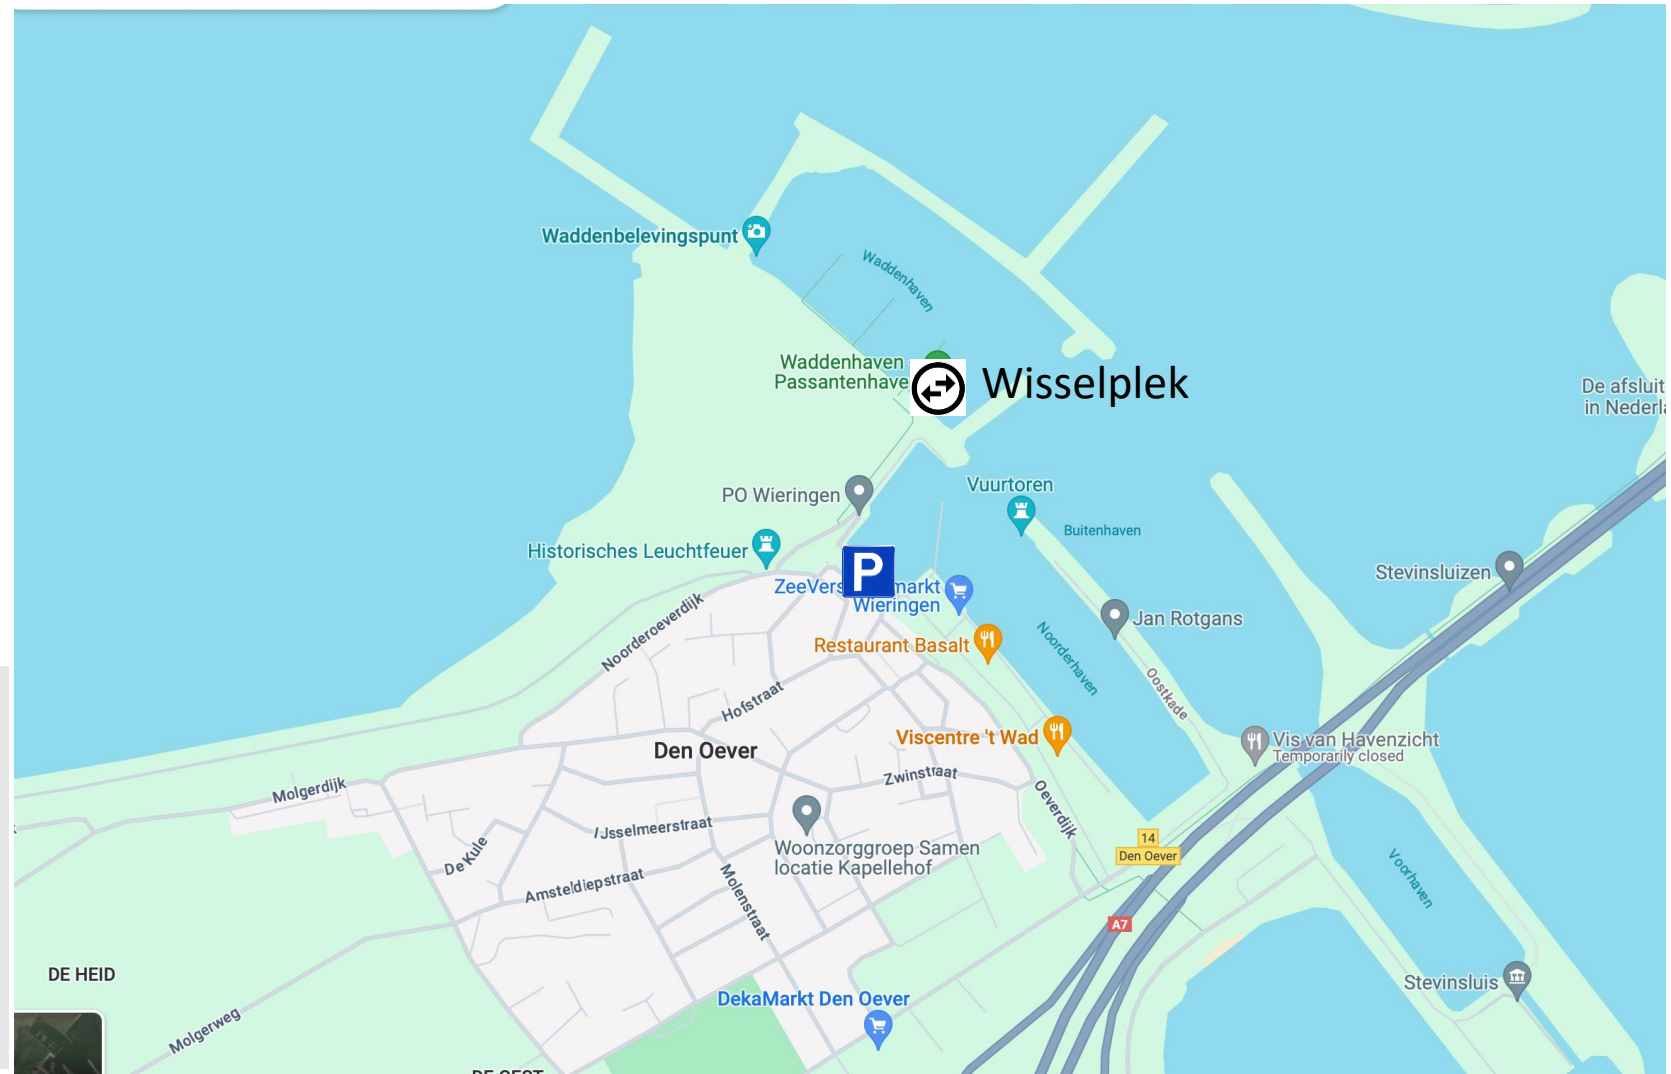 Waddenbelevingspunt
Waddenhaven
Waddenhaven
Passantenhave
Wisselplek
De afsluit
in Nederla
PO Wieringen
Vuurtoren
Buitenhaven
Historisches Leuchtfeuer
P
Stevinsluizen
ZeeVers
markt
Wieringen
Jan Rotgans
Noorderoeverdijk
Restaurant Basalt
Noorderhaven
Oostkade
Hofstraat
Viscentre 't Wad
Vis van Havenzicht
Temporarily closed
Den Oever
Zwinstraat
Molgerdijk
Oeverdijk
IJsselmeerstraat
14
Den Oever
De Kule
Woonzorggroep Samen
locatie Kapellehof
Voorhaven
Amsteldiepstraat
Molenstraat
A7
DE HEID
Stevinsluis
DekaMarkt Den Oever
Molgerweg